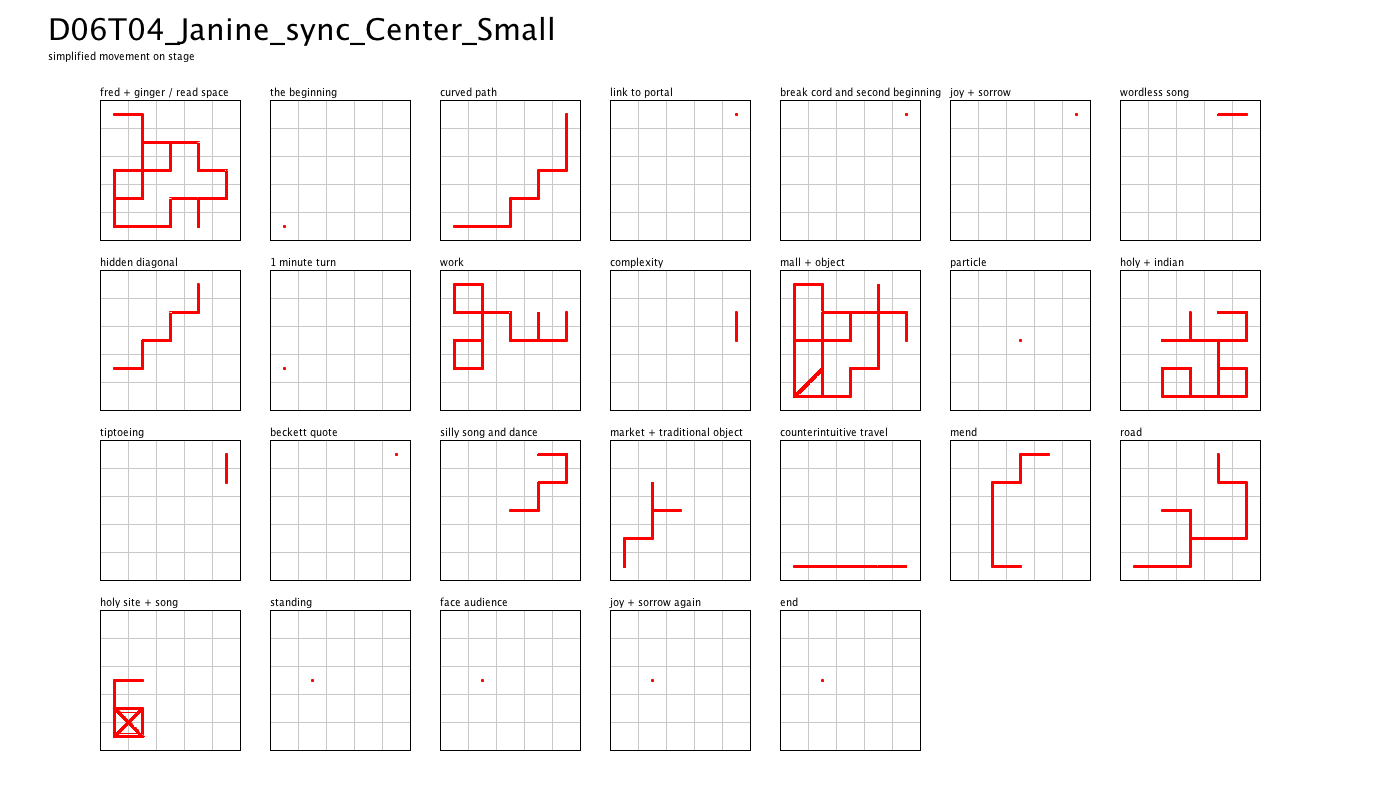 D06T04_Janine_sync_Center_Small
simplified movement on stage
fred + ginger / read space
the beginning
curved path
link to portal
break cord and second beginning
joy + sorrow
wordless song
hidden diagonal
1 minute turn
work
complexity
mall + object
particle
holy + indian
tiptoeing
beckett quote
silly song and dance
market + traditional object
counterintuitive travel
mend
road
holy site + song
standing
face audience
joy + sorrow again
end